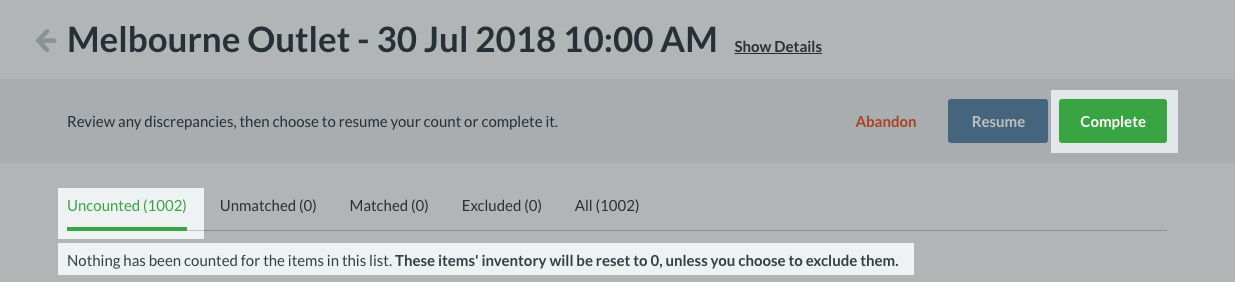 Melbourne Outlet - 30 Jul 2018 10:00 AM Show Details
Review any discrepancies, then choose to resume your count or complete it. Abandon Resume Complete
Uncounted (1002) Unmatched (0) Matched (0) Excluded (0) All (1002)
Nothing has been counted for the items in this list. These items' inventory will be reset to 0, unless you choose to exclude them.